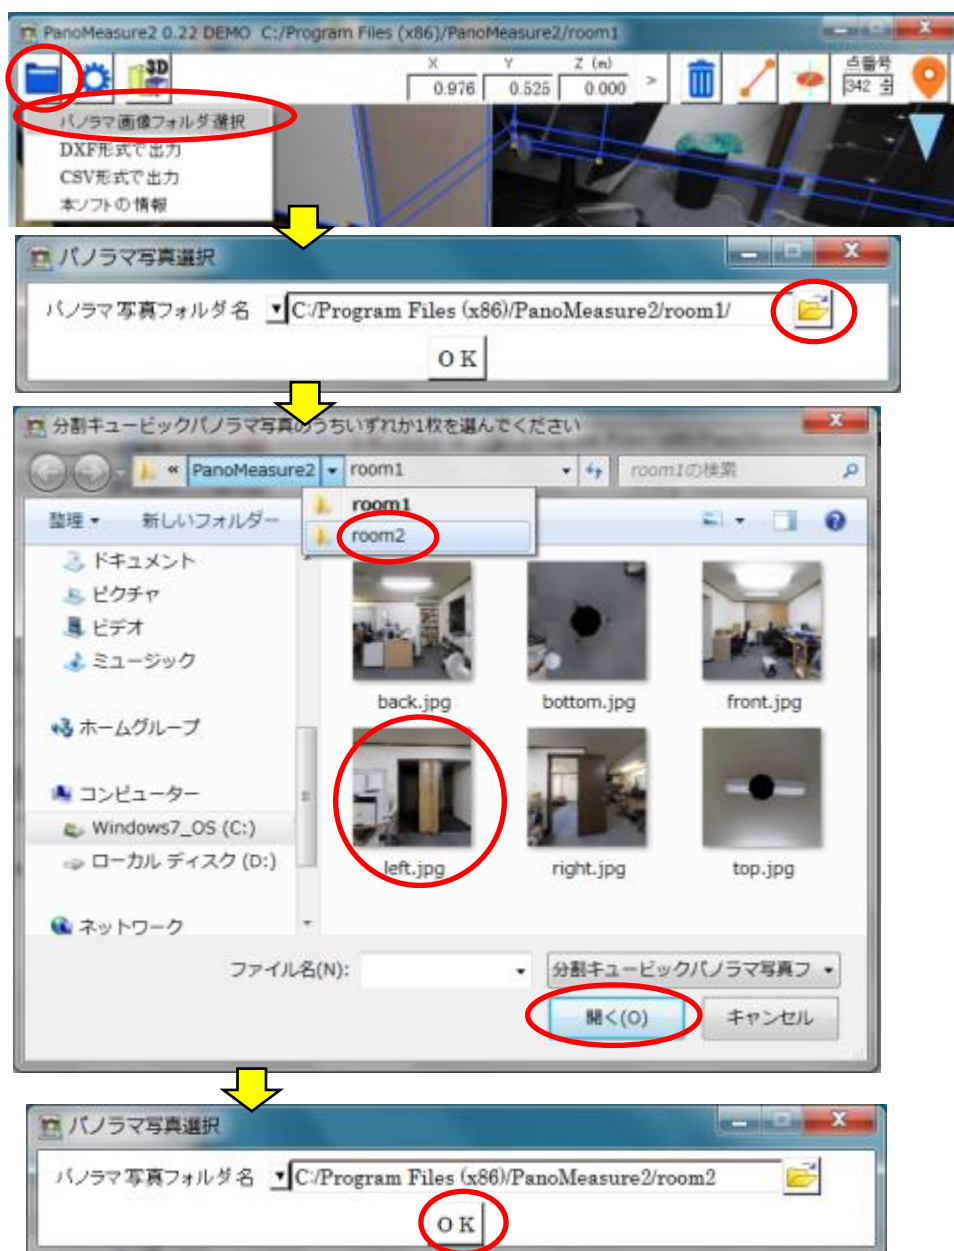 PanoMeasure2 0.22 DEMO C:/Program Files (x86)/PanoMeasure2/room1
3D
X Y Z (m)
点番号
0.976 0.525 0.000 > 342
パノラマ画像フォルダ選択
DXF形式で出力
CSV形式で出力
本ソフトの情報
パノラマ写真選択
パノラマ写真フォルダ名 C:/Program Files (x86)/PanoMeasure2/room1/
OK
分割キュービックパノラマ写真のうちいずれか1枚を選んでください
« PanoMeasure2 room1 room1の検索
整理 新しいフォルダー
room1
room2
ドキュメント
ピクチャ
ビデオ
ミュージック
ホームグループ
コンピューター
Windows7_OS (C:)
ローカル ディスク (D:)
ネットワーク
back.jpg bottom.jpg front.jpg
left.jpg right.jpg top.jpg
ファイル名(N): 分割キュービックパノラマ写真フ
開く(O) キャンセル
パノラマ写真選択
パノラマ写真フォルダ名 C:/Program Files (x86)/PanoMeasure2/room2
OK